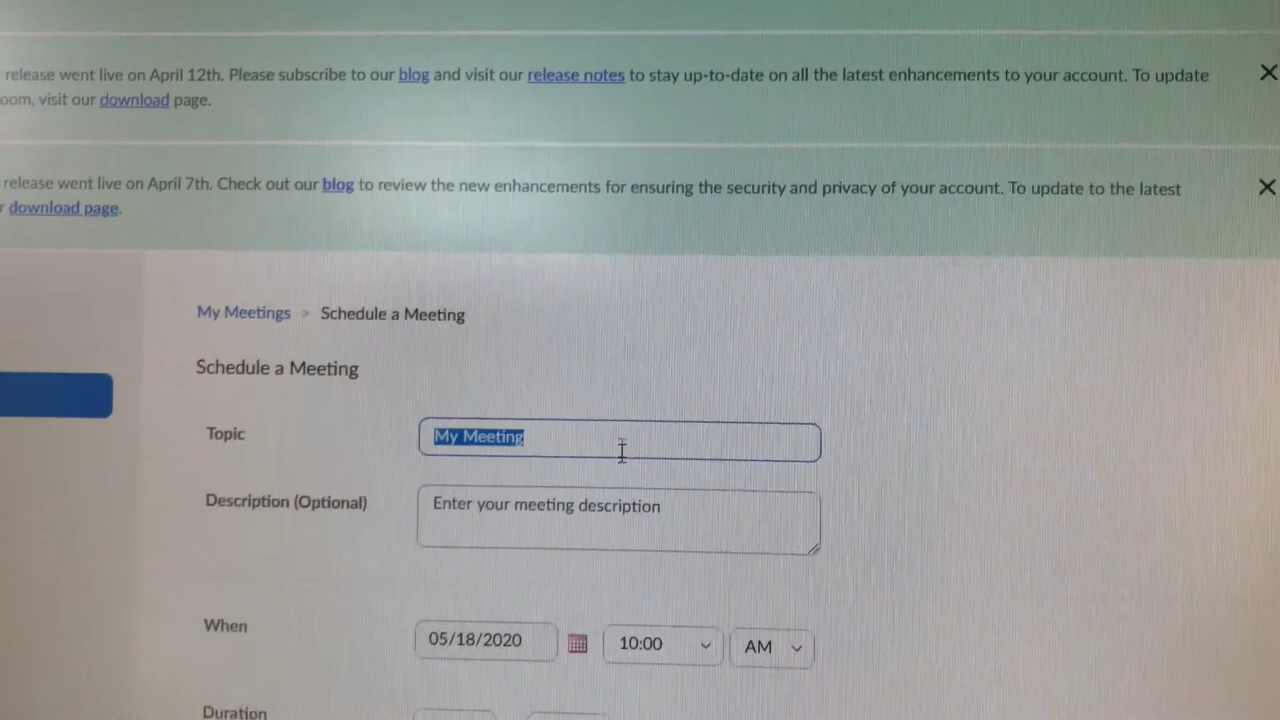 release went live on April 12th. Please subscribe to our blog and visit our release notes to stay up-to-date on all the latest enhancements to your account. To update
oom, visit our download page.
release went live on April 7th. Check out our blog to review the new enhancements for ensuring the security and privacy of your account. To update to the latest
r download page.
My Meetings > Schedule a Meeting
Schedule a Meeting
Topic My Meeting
Description (Optional) Enter your meeting description
When 05/18/2020 10:00 AM
Duration